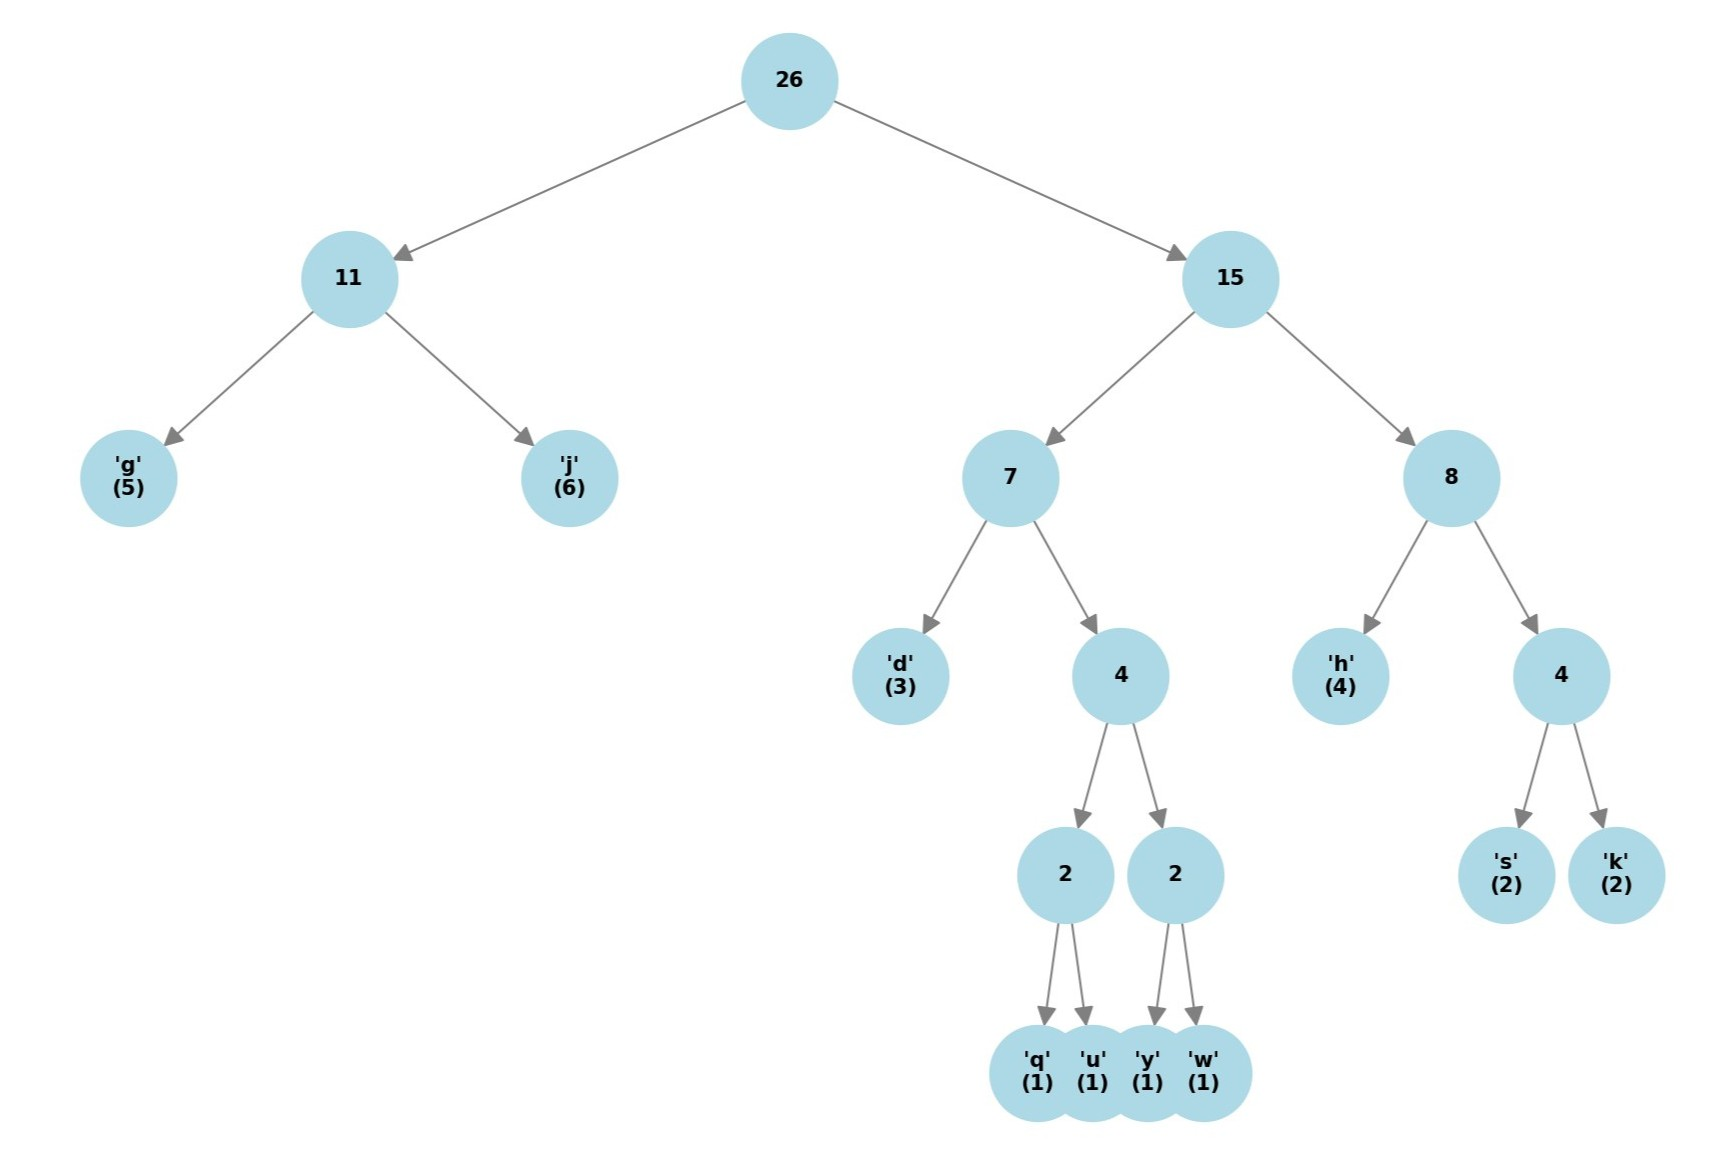 26
11
15
'g'
(5)
'j'
(6)
7
8
'd'
(3)
4
'h'
(4)
4
2
2
's'
(2)
'k'
(2)
'q'
(1)
'u'
(1)
'y'
(1)
'w'
(1)